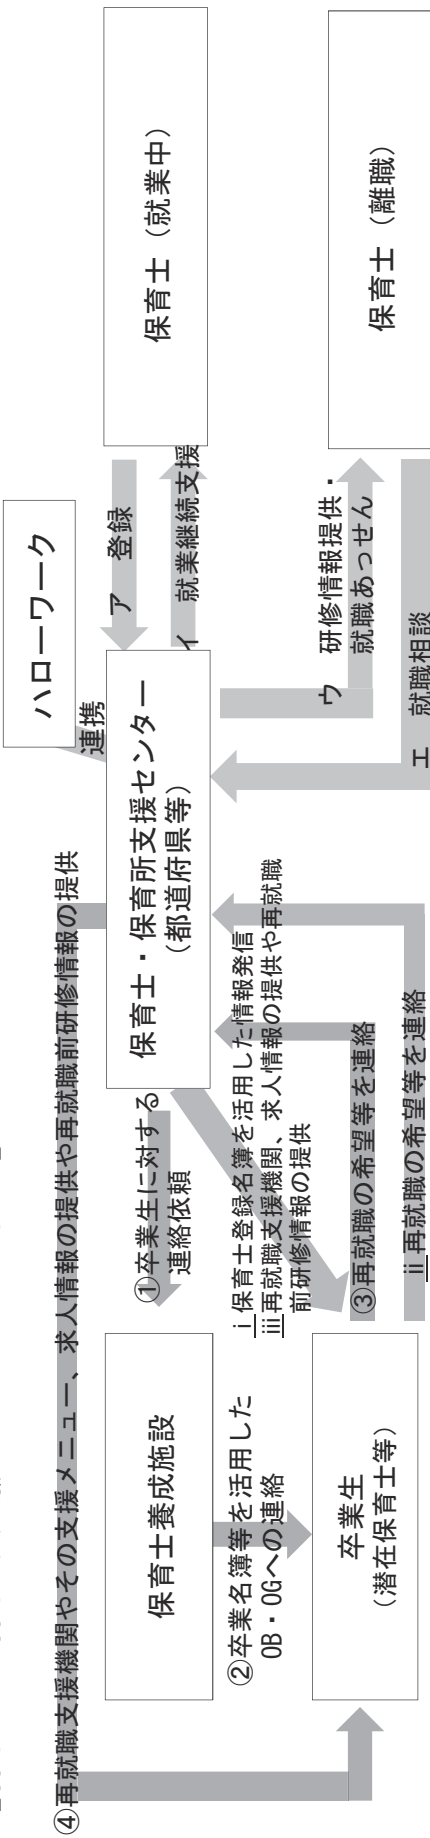 ④再就職支援機関やその支援メニュー、求人情報の提供や再就職前研修情報の提供
ハローワーク
連携
保育士養成施設
①卒業生に対する
連絡依頼
保育士・保育所支援センター
(都道府県等)
ア 登録
イ 就業継続支援
保育士(就業中)
②卒業名簿等を活用した
OB・OGへの連絡
ⅰ保育士登録名簿を活用した情報発信
ⅲ再就職支援機関、求人情報の提供や再就職
前研修情報の提供
ウ 研修情報提供・
就職あっせん
卒業生
(潜在保育士等)
③再就職の希望等を連絡
ⅱ再就職の希望等を連絡
エ 就職相談
保育士(離職)